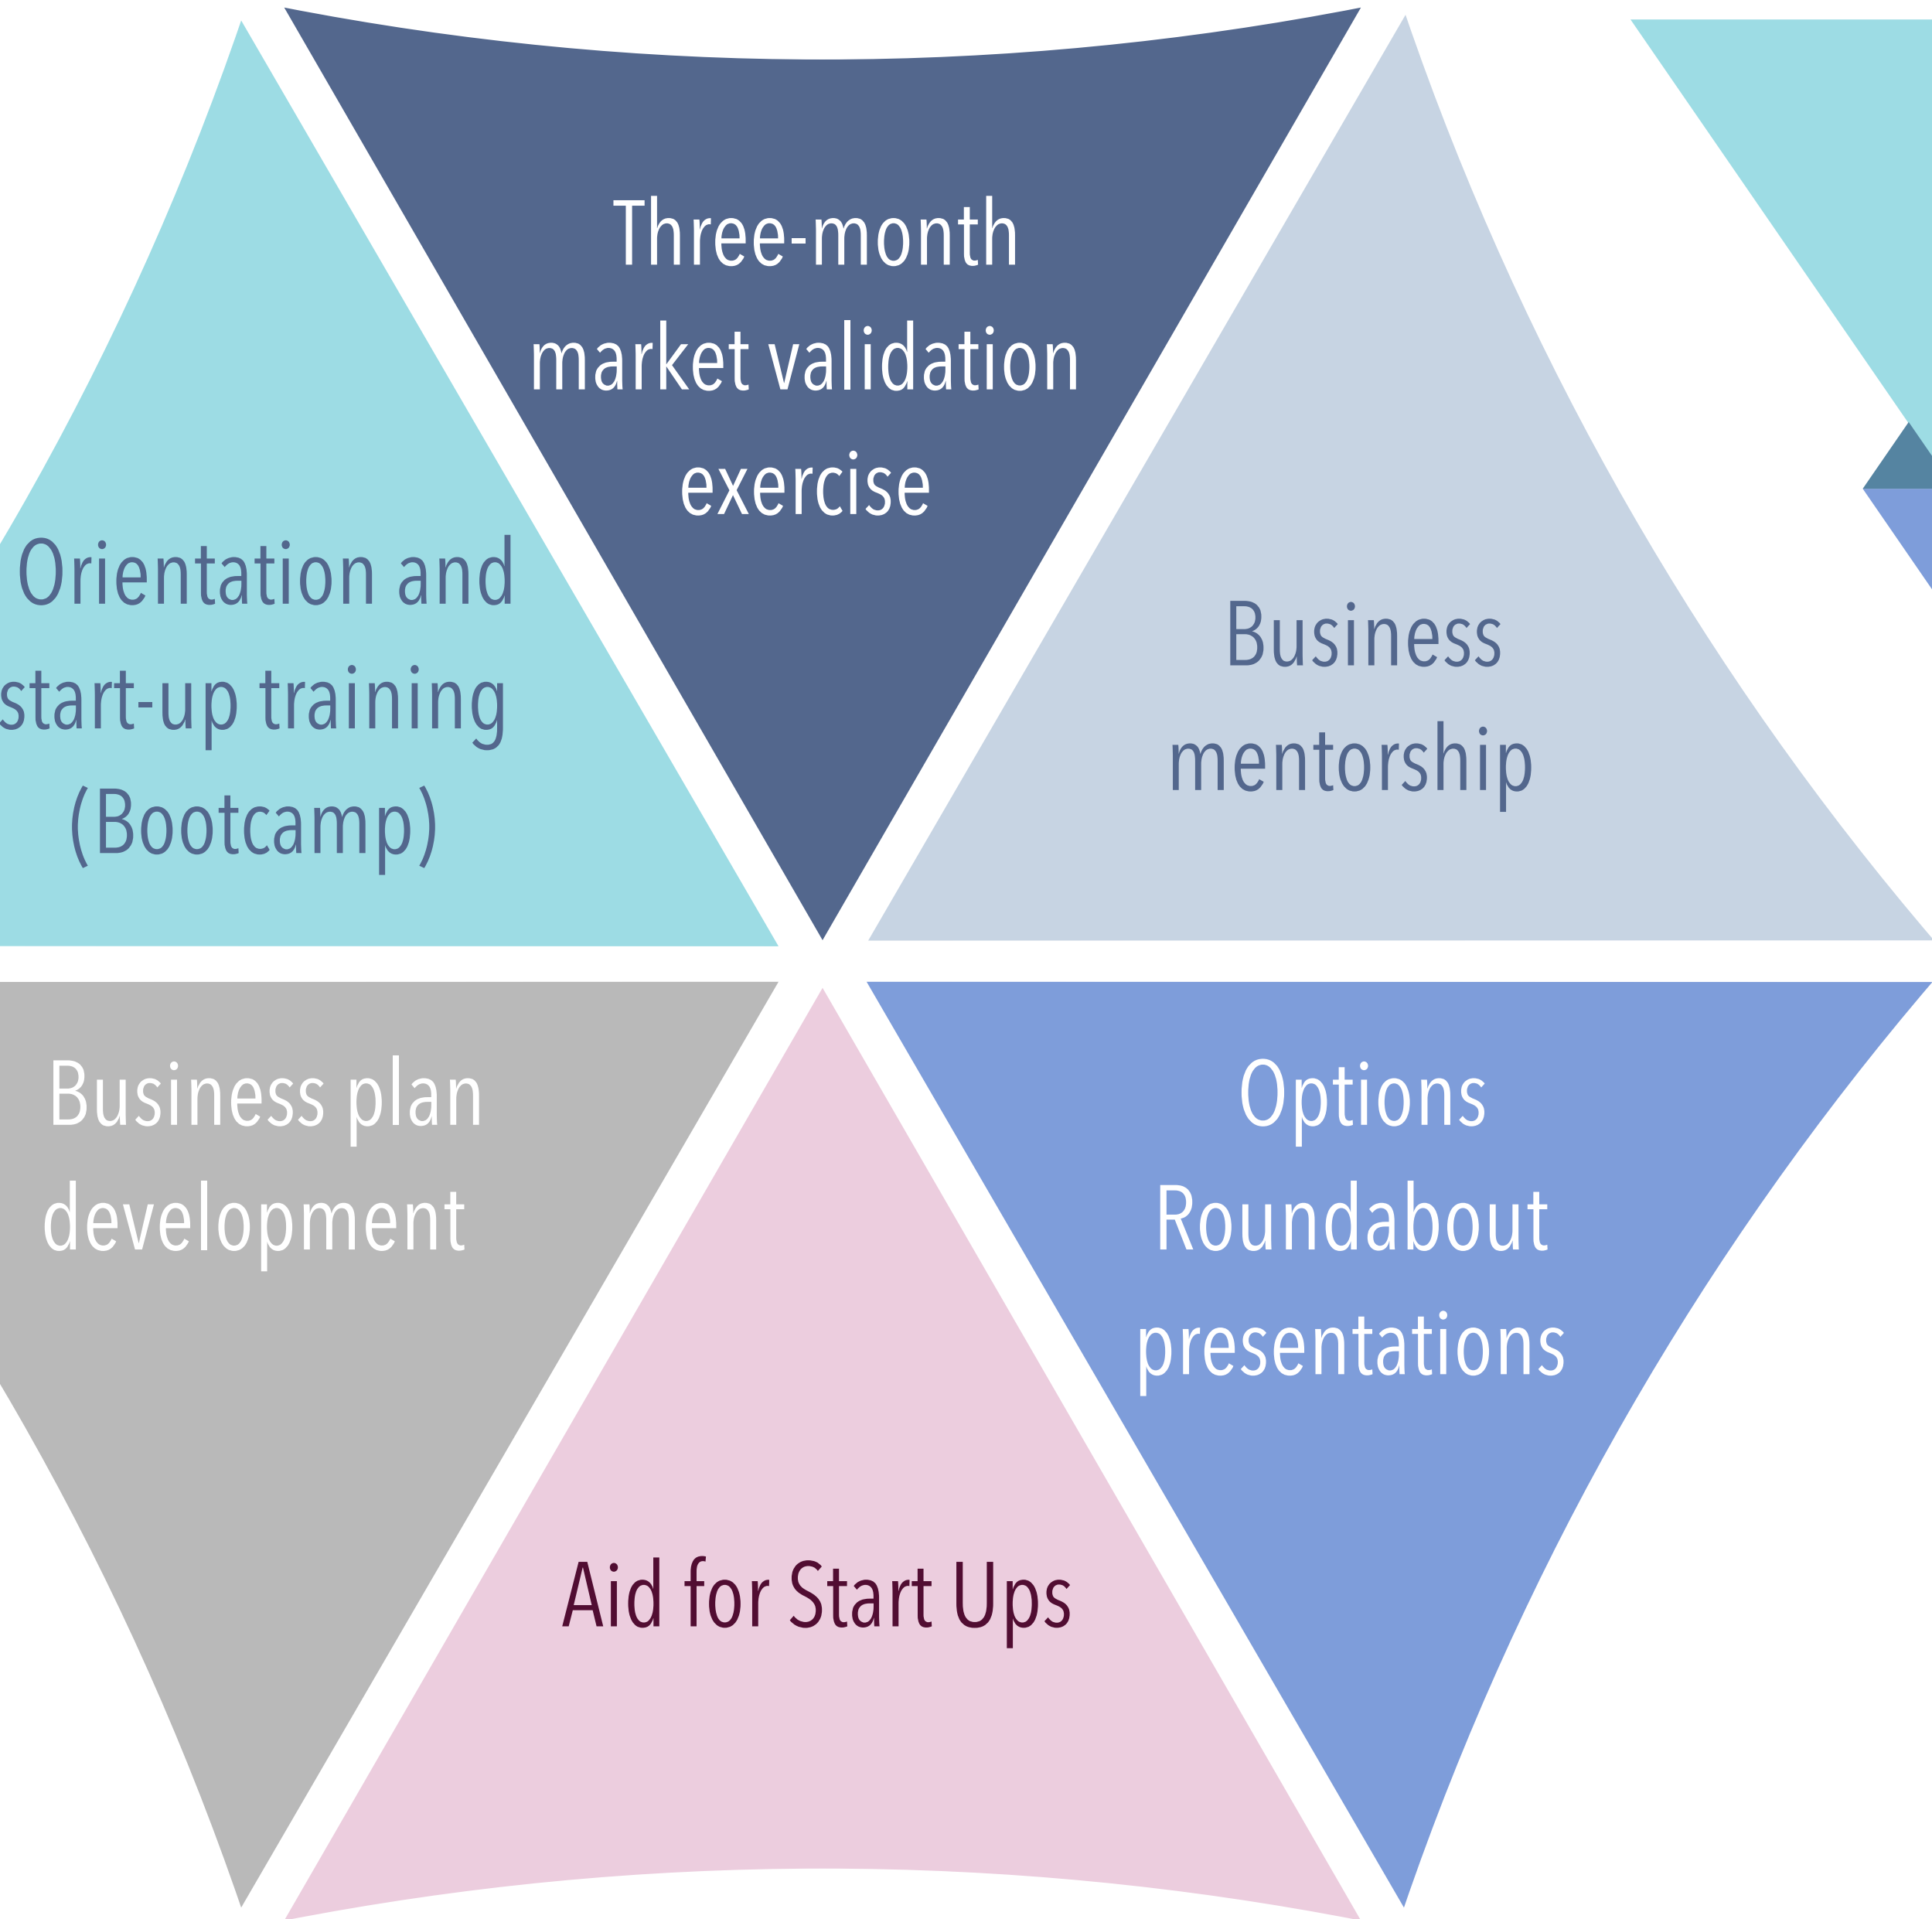 Three-month
market validation
exercise
Orientation and
start-up training
(Bootcamp)
Business
mentorship
Business plan
development
Options
Roundabout
presentations
Aid for Start Ups